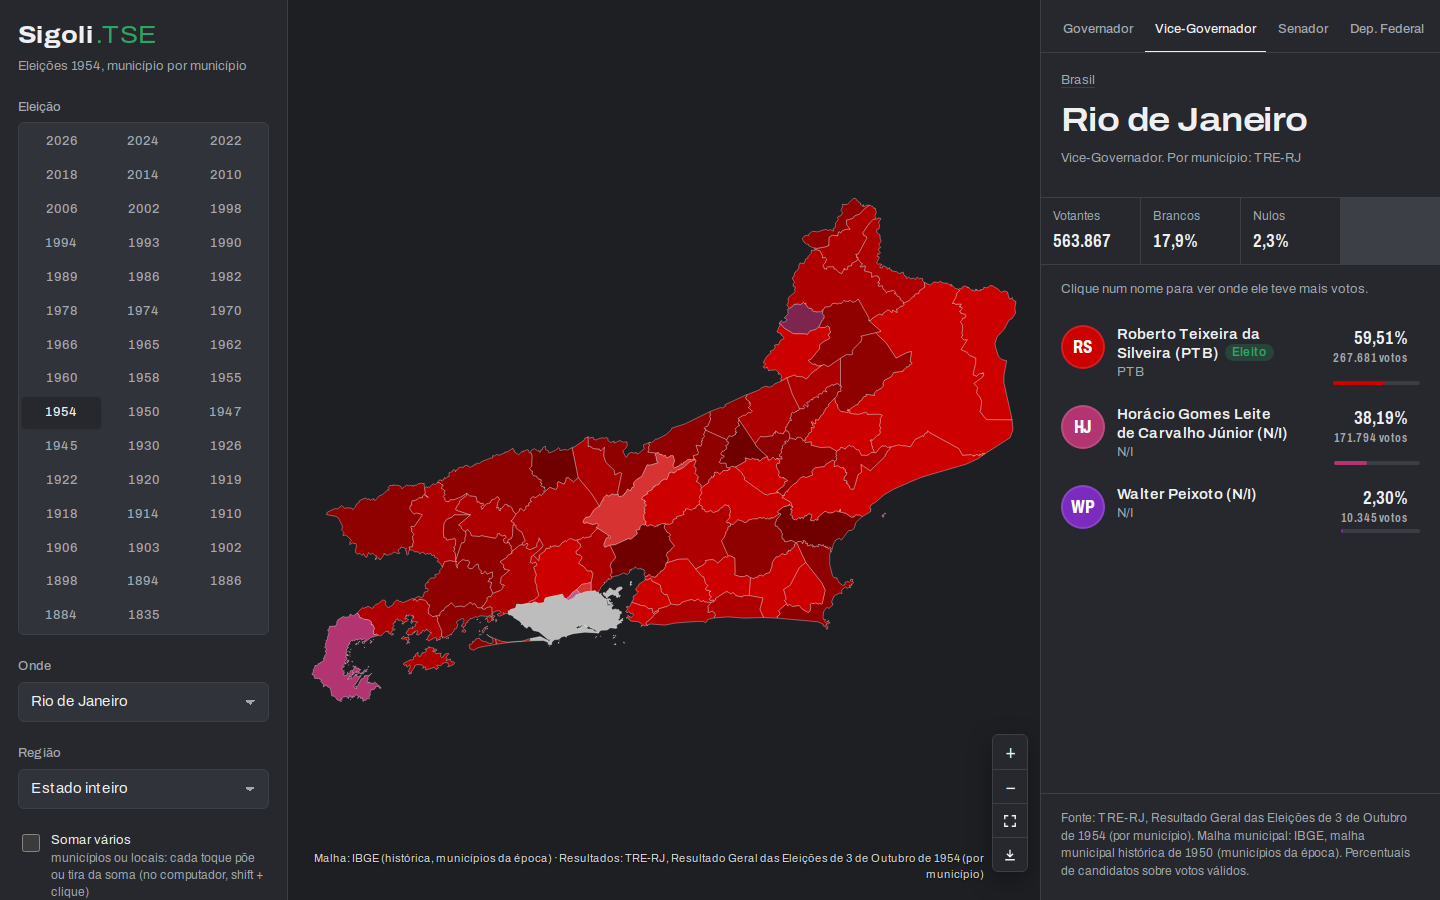 Sigoli.TSE
Eleições 1954, município por município
Eleição
2026 2024 2022
2018 2014 2010
2006 2002 1998
1994 1993 1990
1989 1986 1982
1978 1974 1970
1966 1965 1962
1960 1958 1955
1954 1950 1947
1945 1930 1926
1922 1920 1919
1918 1914 1910
1906 1903 1902
1898 1894 1886
1884 1835
Onde
Rio de Janeiro
Região
Estado inteiro
Somar vários
municípios ou locais: cada toque põe
ou tira da soma (no computador, shift +
clique)
Malha: IBGE (histórica, municípios da época) · Resultados: TRE-RJ, Resultado Geral das Eleições de 3 de Outubro de 1954 (por
município)
+
−
Governador Vice-Governador Senador Dep. Federal
Brasil
Rio de Janeiro
Vice-Governador. Por município: TRE-RJ
Votantes Brancos Nulos
563.867 17,9% 2,3%
Clique num nome para ver onde ele teve mais votos.
RS
Roberto Teixeira da
Silveira (PTB) Eleito
PTB
59,51%
267.681 votos
HJ
Horácio Gomes Leite
de Carvalho Júnior (N/I)
N/I
38,19%
171.794 votos
WP
Walter Peixoto (N/I)
N/I
2,30%
10.345 votos
Fonte: TRE-RJ, Resultado Geral das Eleições de 3 de Outubro
de 1954 (por município). Malha municipal: IBGE, malha
municipal histórica de 1950 (municípios da época). Percentuais
de candidatos sobre votos válidos.